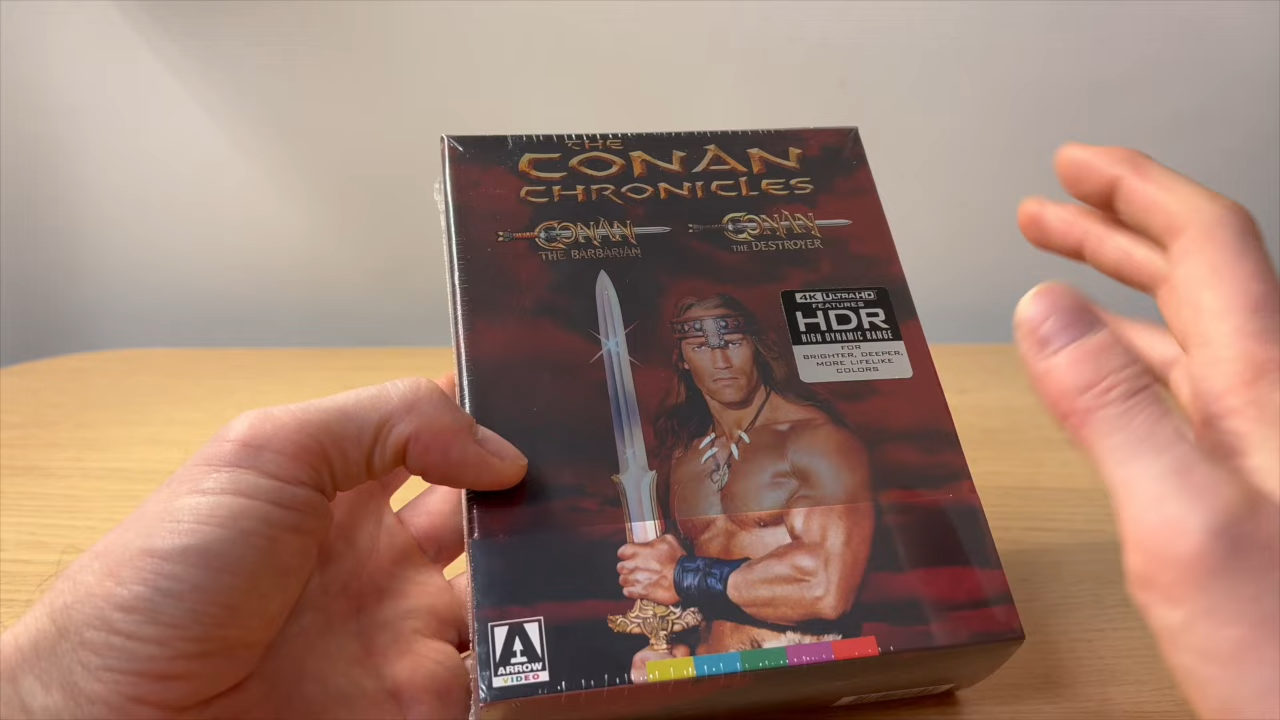 THE
CONAN
CHRONICLES
CONAN
THE BARBARIAN
CONAN
THE DESTROYER
4K ULTRA HD
FEATURES
HDR
HIGH DYNAMIC RANGE
FOR
BRIGHTER, DEEPER,
MORE LIFELIKE
COLORS
A
ARROW
VIDEO